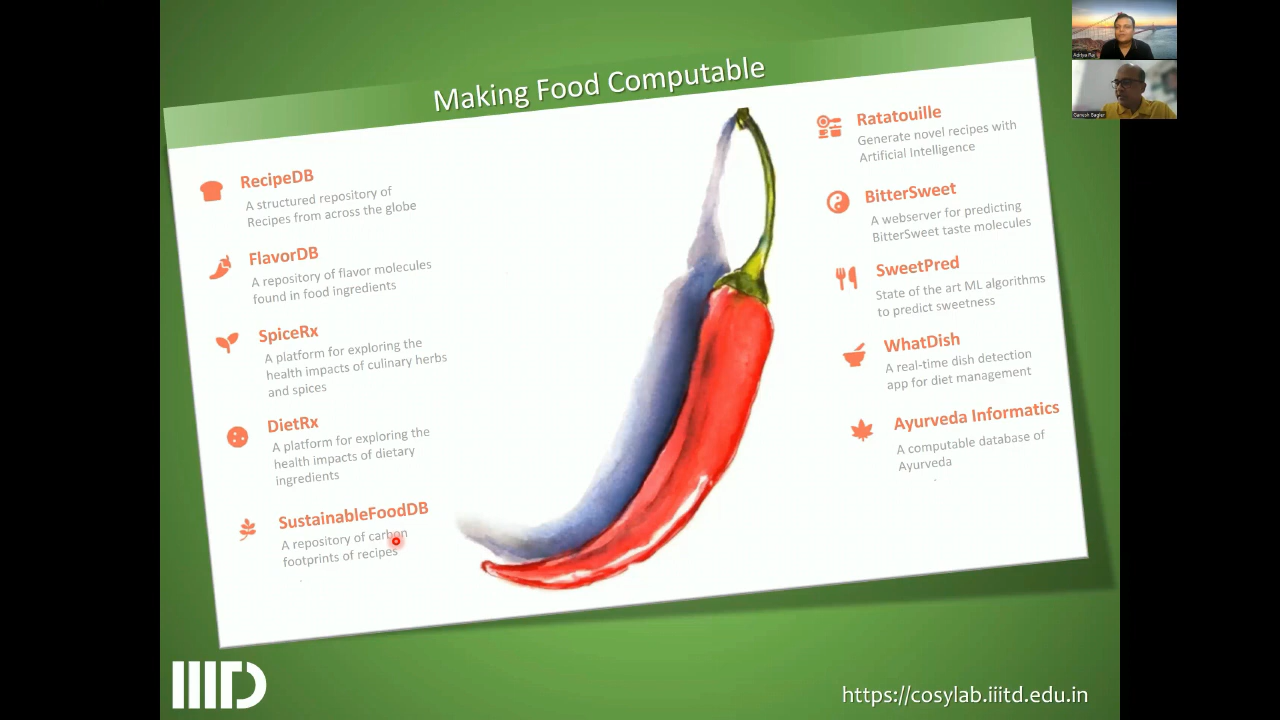 Making Food Computable
RecipeDB
A structured repository of
Recipes from across the globe
FlavorDB
A repository of flavor molecules
found in food ingredients
SpiceRx
A platform for exploring the
health impacts of culinary herbs
and spices
DietRx
A platform for exploring the
health impacts of dietary
ingredients
SustainableFoodDB
A repository of carbon
footprints of recipes
Ratatouille
Generate novel recipes with
Artificial Intelligence
BitterSweet
A webserver for predicting
BitterSweet taste molecules
SweetPred
State of the art ML algorithms
to predict sweetness
WhatDish
A real-time dish detection
app for diet management
Ayurveda Informatics
A computable database of
Ayurveda
IIITD
https://cosylab.iiitd.edu.in
Ganesh Bagler